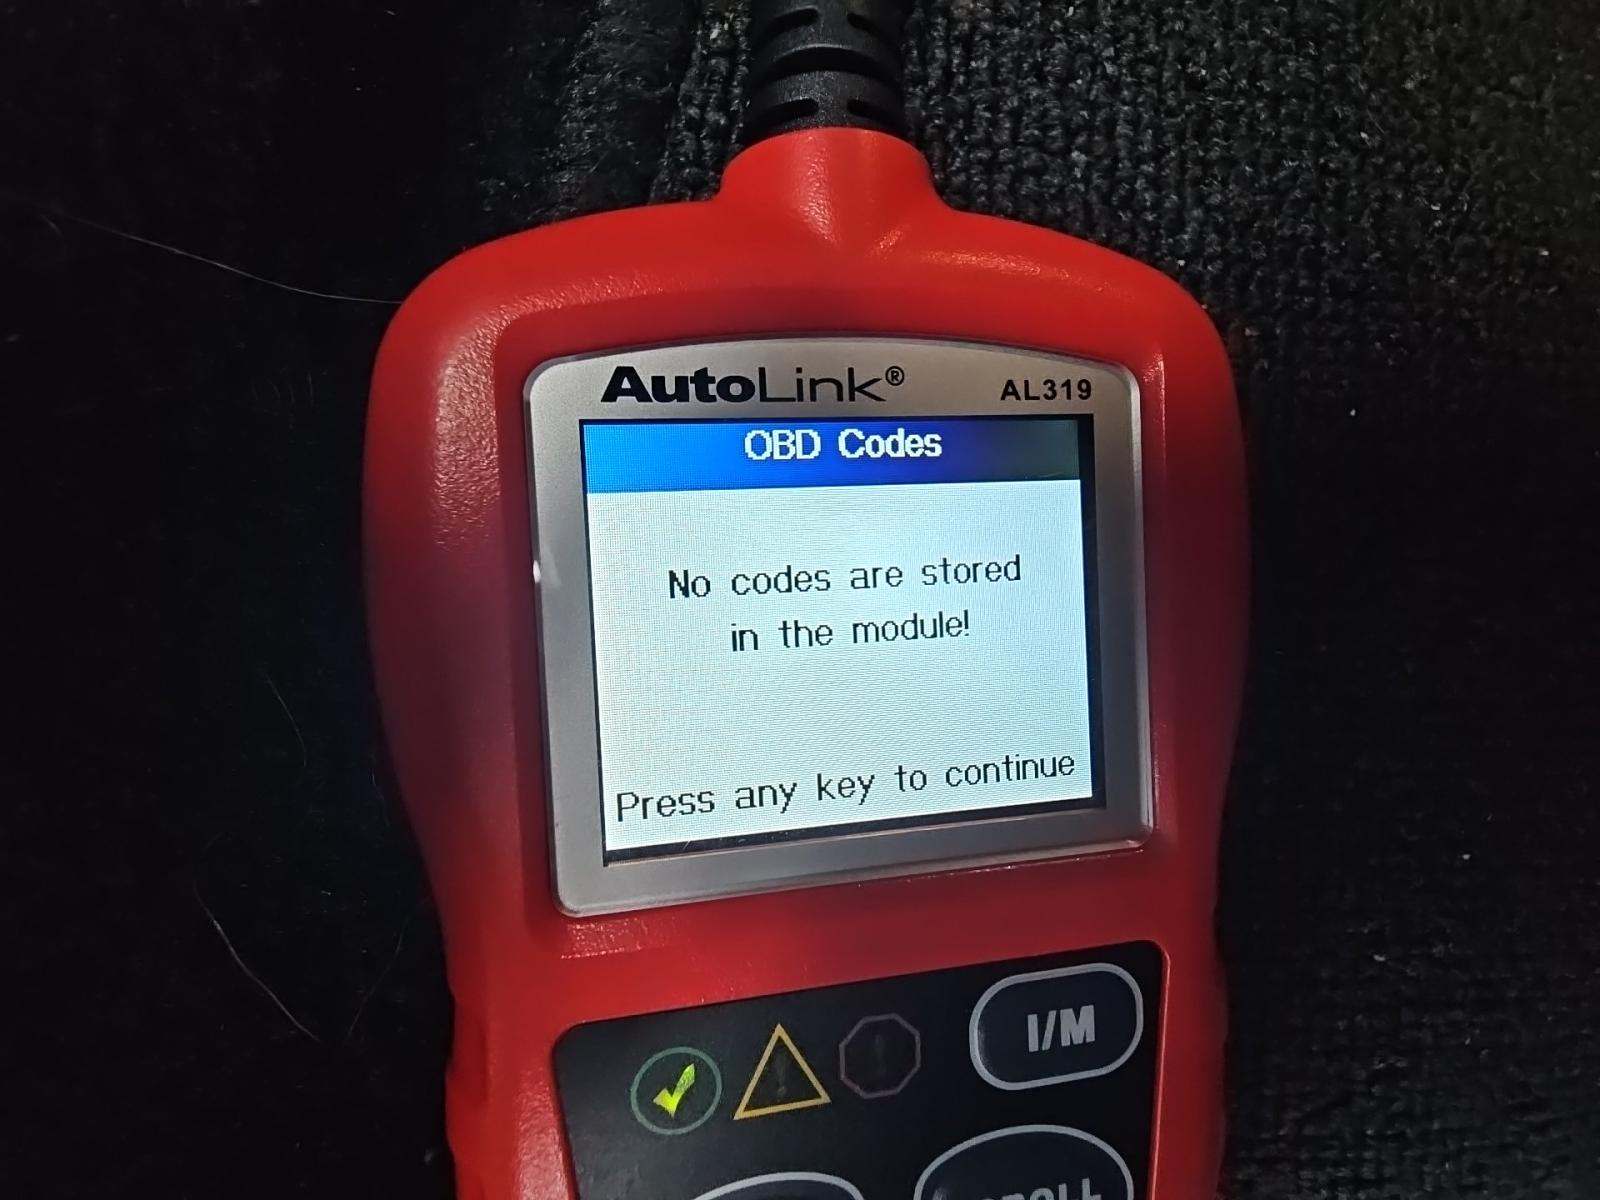 AutoLink® AL319
OBD Codes
No codes are stored
in the module!
Press any key to continue
I/M